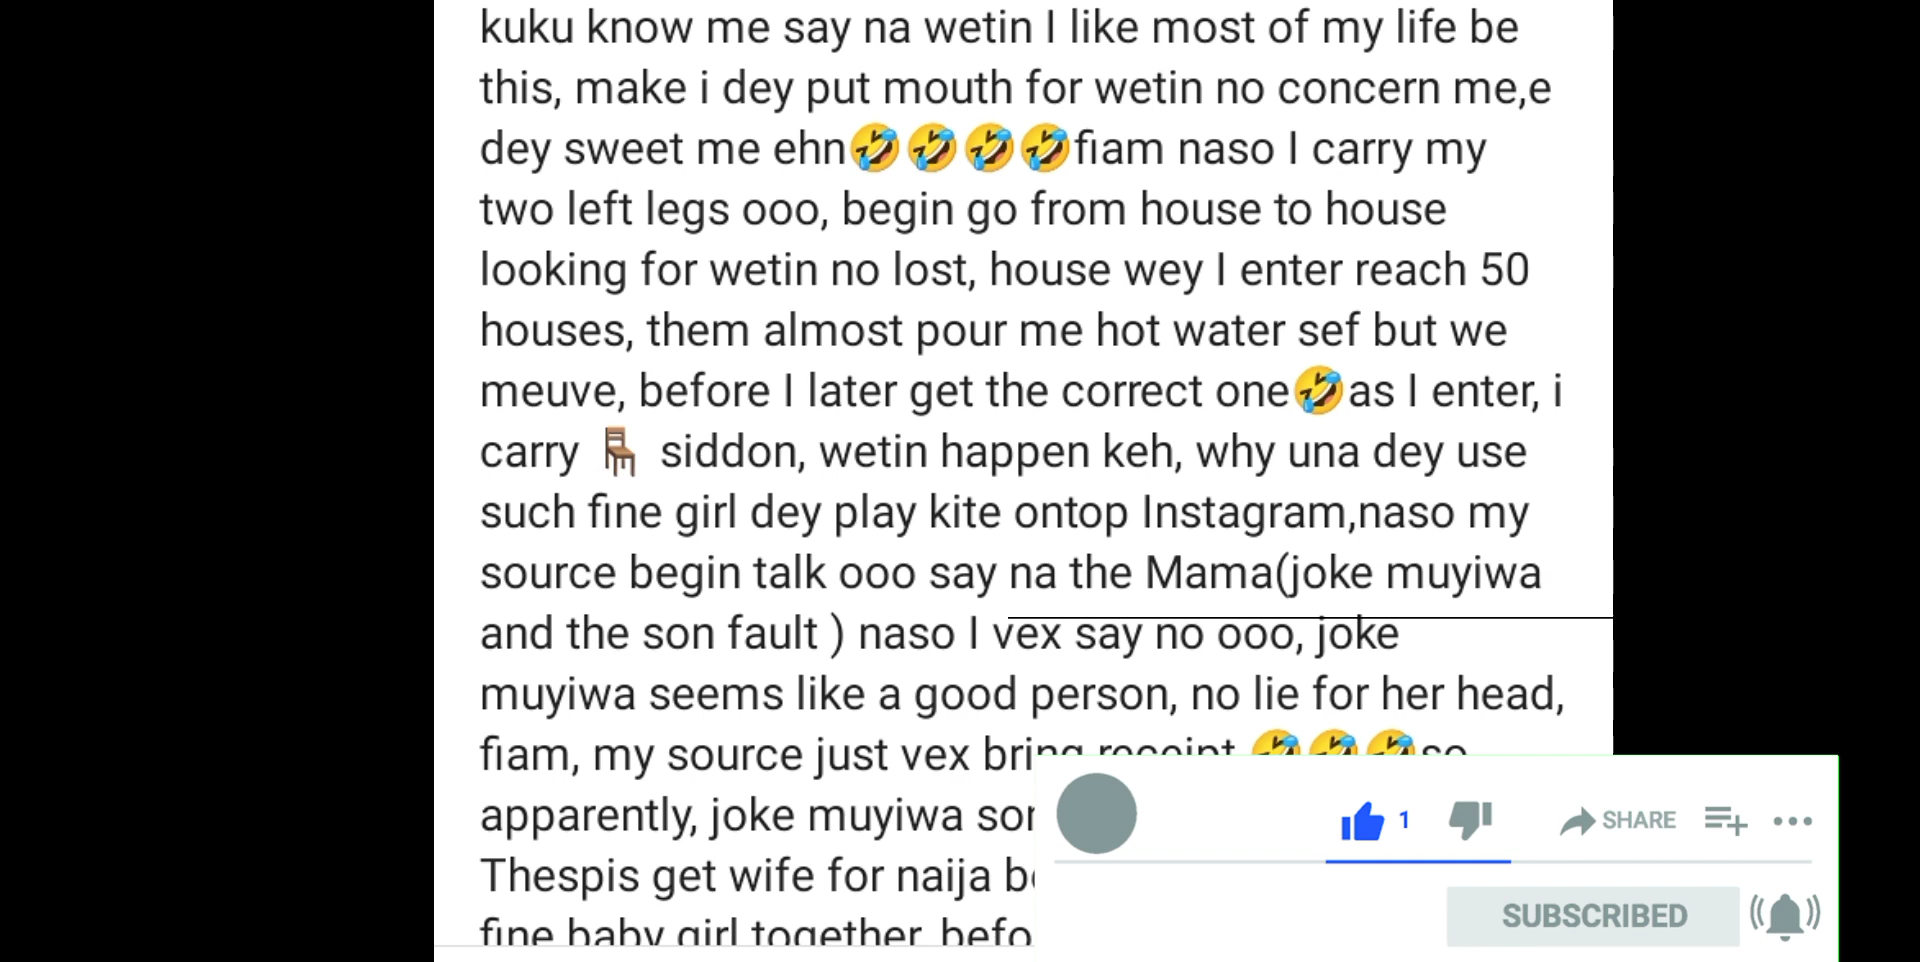 kuku know me say na wetin I like most of my life be
this, make i dey put mouth for wetin no concern me,e
dey sweet me ehn🤣🤣🤣🤣fiam naso I carry my
two left legs ooo, begin go from house to house
looking for wetin no lost, house wey I enter reach 50
houses, them almost pour me hot water sef but we
meuve, before I later get the correct one🤣as I enter, i
carry 🪑 siddon, wetin happen keh, why una dey use
such fine girl dey play kite ontop Instagram,naso my
source begin talk ooo say na the Mama(joke muyiwa
and the son fault ) naso I vex say no ooo, joke
muyiwa seems like a good person, no lie for her head,
fiam, my source just vex bring receipt 🤣🤣🤣so
apparently, joke muyiwa
Thespis get wife for naija
fine baby girl together,
1
SHARE
SUBSCRIBED